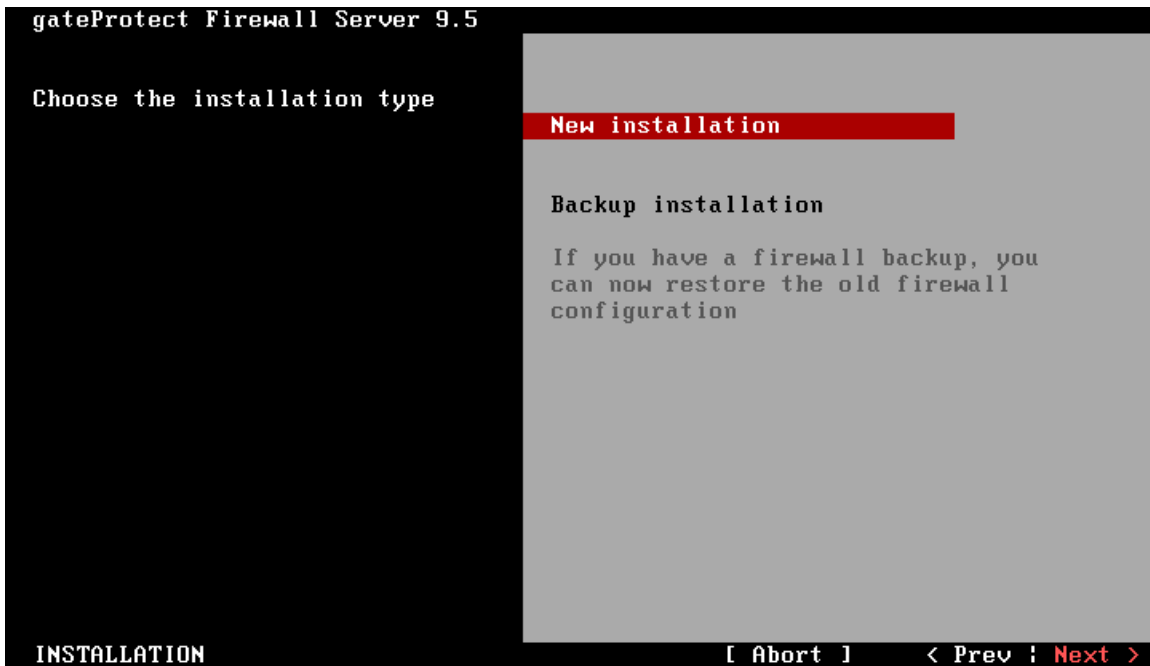 gateProtect Firewall Server 9.5
Choose the installation type
New installation
Backup installation
If you have a firewall backup, you
can now restore the old firewall
configuration
INSTALLATION
[ Abort ] < Prev ¦ Next >